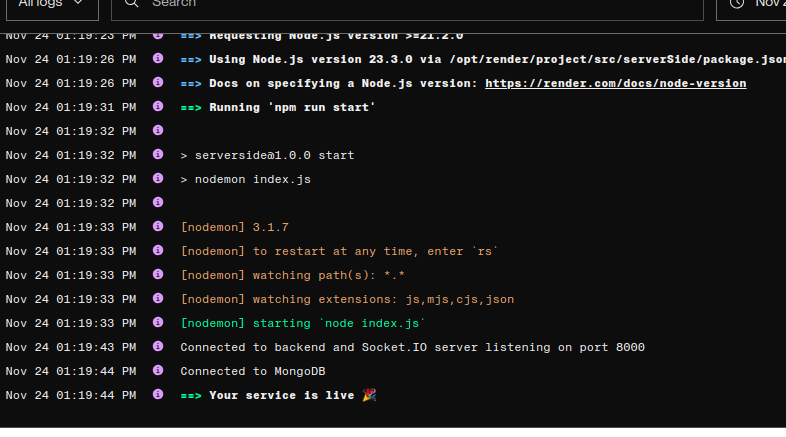 All logs Search Nov 2
Nov 24 01:19:23 PM ==> Requesting Node.js version >=21.2.0
Nov 24 01:19:26 PM ==> Using Node.js version 23.3.0 via /opt/render/project/src/serverSide/package.json
Nov 24 01:19:26 PM ==> Docs on specifying a Node.js version: https://render.com/docs/node-version
Nov 24 01:19:31 PM ==> Running 'npm run start'
Nov 24 01:19:32 PM
Nov 24 01:19:32 PM > serverside@1.0.0 start
Nov 24 01:19:32 PM > nodemon index.js
Nov 24 01:19:32 PM
Nov 24 01:19:33 PM [nodemon] 3.1.7
Nov 24 01:19:33 PM [nodemon] to restart at any time, enter `rs`
Nov 24 01:19:33 PM [nodemon] watching path(s): *.*
Nov 24 01:19:33 PM [nodemon] watching extensions: js,mjs,cjs,json
Nov 24 01:19:33 PM [nodemon] starting `node index.js`
Nov 24 01:19:43 PM Connected to backend and Socket.IO server listening on port 8000
Nov 24 01:19:44 PM Connected to MongoDB
Nov 24 01:19:44 PM ==> Your service is live 🎉